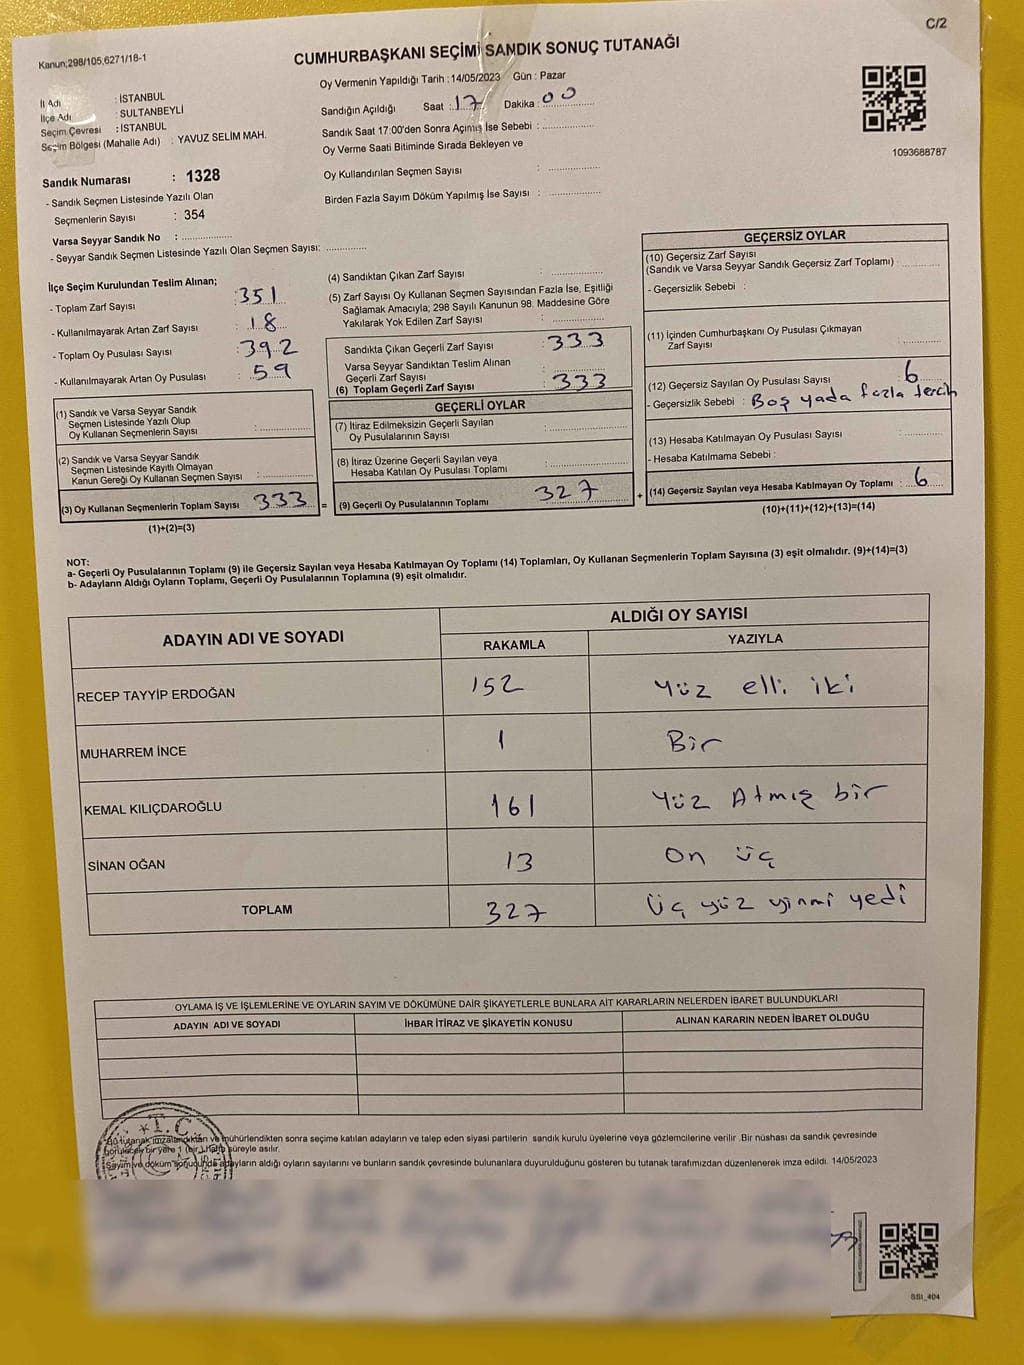 C/2
Kanun;298/105,6271/18-1
CUMHURBAŞKANI SEÇİMİ SANDIK SONUÇ TUTANAĞI
İl Adı : İSTANBUL
İlçe Adı : SULTANBEYLİ
Seçim Çevresi : İSTANBUL
Seçim Bölgesi (Mahalle Adı) : YAVUZ SELİM MAH.
Sandık Numarası : 1328
- Sandık Seçmen Listesinde Yazılı Olan
Seçmenlerin Sayısı : 354
Varsa Seyyar Sandık No : ..................
- Seyyar Sandık Seçmen Listesinde Yazılı Olan Seçmen Sayısı: ..............
Oy Vermenin Yapıldığı Tarih : 14/05/2023 Gün : Pazar
Sandığın Açıldığı Saat : 17 Dakika : 00
Sandık Saat 17:00'den Sonra Açımış İse Sebebi : ..................
Oy Verme Saati Bitiminde Sırada Bekleyen ve
Oy Kullandırılan Seçmen Sayısı : ..................
Birden Fazla Sayım Döküm Yapılmış İse Sayısı : ..................
1093688787
İlçe Seçim Kurulundan Teslim Alınan;
- Toplam Zarf Sayısı : 351
- Kullanılmayarak Artan Zarf Sayısı : 18
- Toplam Oy Pusulası Sayısı : 392
- Kullanılmayarak Artan Oy Pusulası : 59
(1) Sandık ve Varsa Seyyar Sandık
Seçmen Listesinde Yazılı Olup
Oy Kullanan Seçmenlerin Sayısı : ..................
(2) Sandık ve Varsa Seyyar Sandık
Seçmen Listesinde Kayıtlı Olmayan
Kanun Gereği Oy Kullanan Seçmen Sayısı : ..................
(3) Oy Kullanan Seçmenlerin Toplam Sayısı : 333
(1)+(2)=(3)
(4) Sandıktan Çıkan Zarf Sayısı : ..................
(5) Zarf Sayısı Oy Kullanan Seçmen Sayısından Fazla İse, Eşitliği
Sağlamak Amacıyla; 298 Sayılı Kanunun 98. Maddesine Göre
Yakılarak Yok Edilen Zarf Sayısı : ..................
Sandıkta Çıkan Geçerli Zarf Sayısı : 333
Varsa Seyyar Sandıktan Teslim Alınan
Geçerli Zarf Sayısı : ..................
(6) Toplam Geçerli Zarf Sayısı : 333
GEÇERLİ OYLAR
(7) İtiraz Edilmeksizin Geçerli Sayılan
Oy Pusulalarının Sayısı : ..................
(8) İtiraz Üzerine Geçerli Sayılan veya
Hesaba Katılan Oy Pusulası Toplamı : ..................
= (9) Geçerli Oy Pusulalarının Toplamı : 327
GEÇERSİZ OYLAR
(10) Geçersiz Zarf Sayısı
(Sandık ve Varsa Seyyar Sandık Geçersiz Zarf Toplamı) : ..........
- Geçersizlik Sebebi :
(11) İçinden Cumhurbaşkanı Oy Pusulası Çıkmayan
Zarf Sayısı : ..........
(12) Geçersiz Sayılan Oy Pusulası Sayısı : 6
- Geçersizlik Sebebi : Boş yada fazla tercih
(13) Hesaba Katılmayan Oy Pusulası Sayısı : ..........
- Hesaba Katılmama Sebebi :
+ (14) Geçersiz Sayılan veya Hesaba Katılmayan Oy Toplamı : 6
(10)+(11)+(12)+(13)=(14)
NOT:
a- Geçerli Oy Pusulalarının Toplamı (9) ile Geçersiz Sayılan veya Hesaba Katılmayan Oy Toplamı (14) Toplamları, Oy Kullanan Seçmenlerin Toplam Sayısına (3) eşit olmalıdır. (9)+(14)=(3)
b- Adayların Aldığı Oyların Toplamı, Geçerli Oy Pusulalarının Toplamına (9) eşit olmalıdır.
ADAYIN ADI VE SOYADI ALDIĞI OY SAYISI
RAKAMLA YAZIYLA
RECEP TAYYİP ERDOĞAN 152 Yüz elli iki
MUHARREM İNCE 1 Bir
KEMAL KILIÇDAROĞLU 161 Yüz Atmış bir
SİNAN OĞAN 13 On üç
TOPLAM 327 Üç yüz yirmi yedi
OYLAMA İŞ VE İŞLEMLERİNE VE OYLARIN SAYIM VE DÖKÜMÜNE DAİR ŞİKAYETLERLE BUNLARA AİT KARARLARIN NELERDEN İBARET BULUNDUKLARI
ADAYIN ADI VE SOYADI İHBAR İTİRAZ VE ŞİKAYETİN KONUSU ALINAN KARARIN NEDEN İBARET OLDUĞU
T.C.
Bu tutanak imzalandıktan ve mühürlendikten sonra seçime katılan adayların ve talep eden siyasi partilerin sandık kurulu üyelerine veya gözlemcilerine verilir .Bir nüshası da sandık çevresinde
görülecek bir yere 1 (bir) Hafta süreyle asılır.
Sayım ve döküm sonucunda adayların aldığı oyların sayılarını ve bunların sandık çevresinde bulunanlara duyurulduğunu gösteren bu tutanak tarafımızdan düzenlenerek imza edildi. 14/05/2023
SSI_404